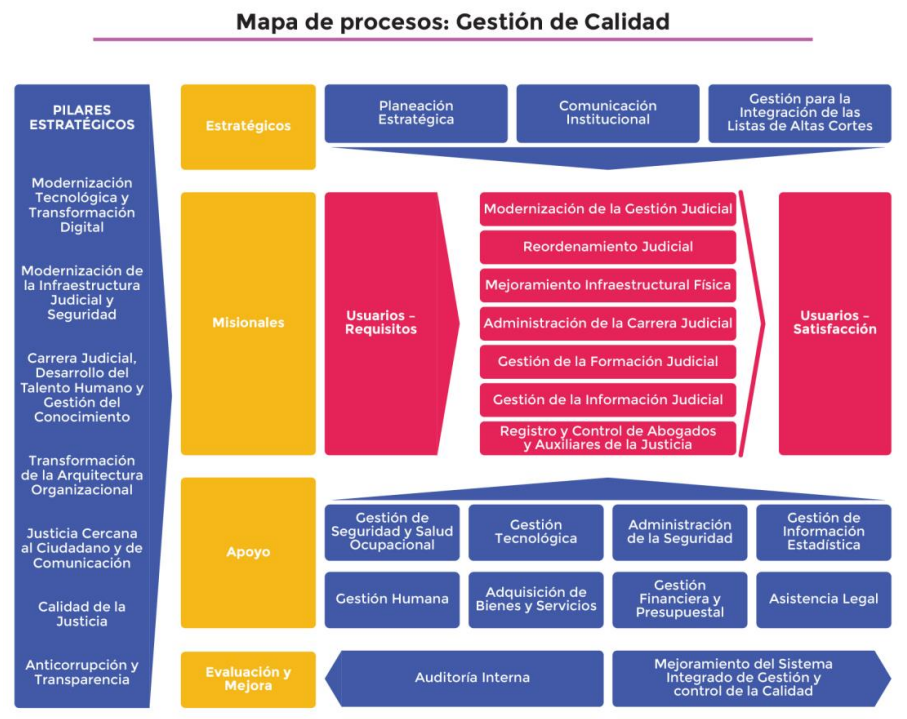 Mapa de procesos: Gestión de Calidad
PILARES
ESTRATÉGICOS
Modernización
Tecnológica y
Transformación
Digital
Modernización de
la Infraestructura
Judicial y
Seguridad
Carrera Judicial,
Desarrollo del
Talento Humano y
Gestión del
Conocimiento
Transformación
de la Arquitectura
Organizacional
Justicia Cercana
al Ciudadano y de
Comunicación
Calidad de la
Justicia
Anticorrupción y
Transparencia
Estratégicos
Planeación
Estratégica
Comunicación
Institucional
Gestión para la
Integración de las
Listas de Altas Cortes
Misionales
Usuarios –
Requisitos
Modernización de la Gestión Judicial
Reordenamiento Judicial
Mejoramiento Infraestructural Física
Administración de la Carrera Judicial
Gestión de la Formación Judicial
Gestión de la Información Judicial
Registro y Control de Abogados
y Auxiliares de la Justicia
Usuarios –
Satisfacción
Apoyo
Gestión de
Seguridad y Salud
Ocupacional
Gestión
Tecnológica
Administración
de la Seguridad
Gestión de
Información
Estadística
Gestión Humana
Adquisición de
Bienes y Servicios
Gestión
Financiera y
Presupuestal
Asistencia Legal
Evaluación y
Mejora
Auditoría Interna
Mejoramiento del Sistema
Integrado de Gestión y
control de la Calidad